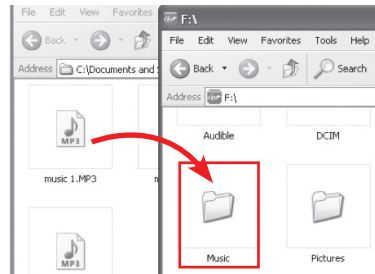 File Edit View Favorites
Back
Address C:\Documents and
MP3
music 1.MP3
MP3
F:\
File Edit View Favorites Tools Help
Back Search
Address F:\
Audible DCIM
Music Pictures